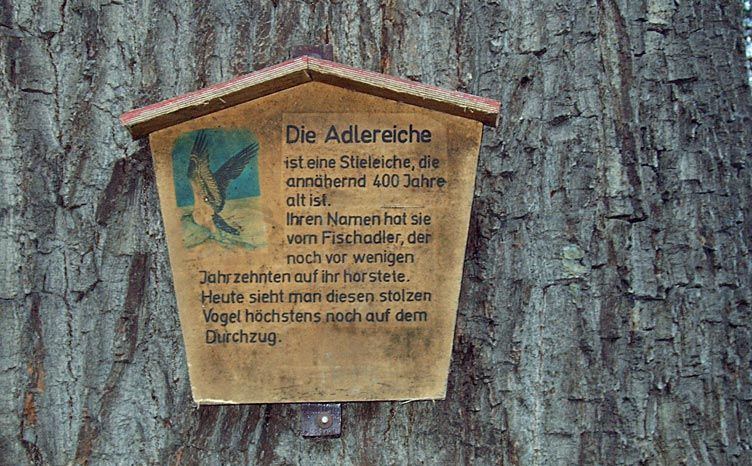 Die Adlereiche
ist eine Stieleiche, die
annähernd 400 Jahre
alt ist.
Ihren Namen hat sie
vom Fischadler, der
noch vor wenigen
Jahrzehnten auf ihr horstete.
Heute sieht man diesen stolzen
Vogel höchstens noch auf dem
Durchzug.